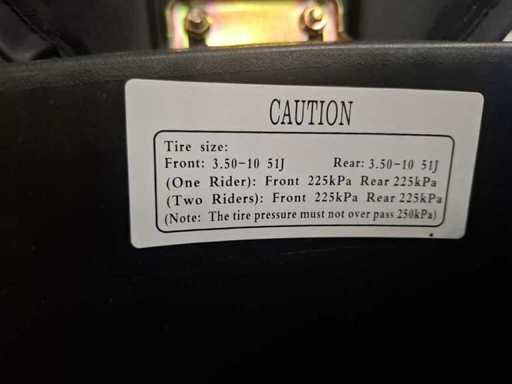 CAUTION
Tire size:
Front: 3.50-10 51J Rear: 3.50-10 51J
(One Rider): Front 225kPa Rear 225kPa
(Two Riders): Front 225kPa Rear 225kPa
(Note: The tire pressure must not over pass 250kPa)